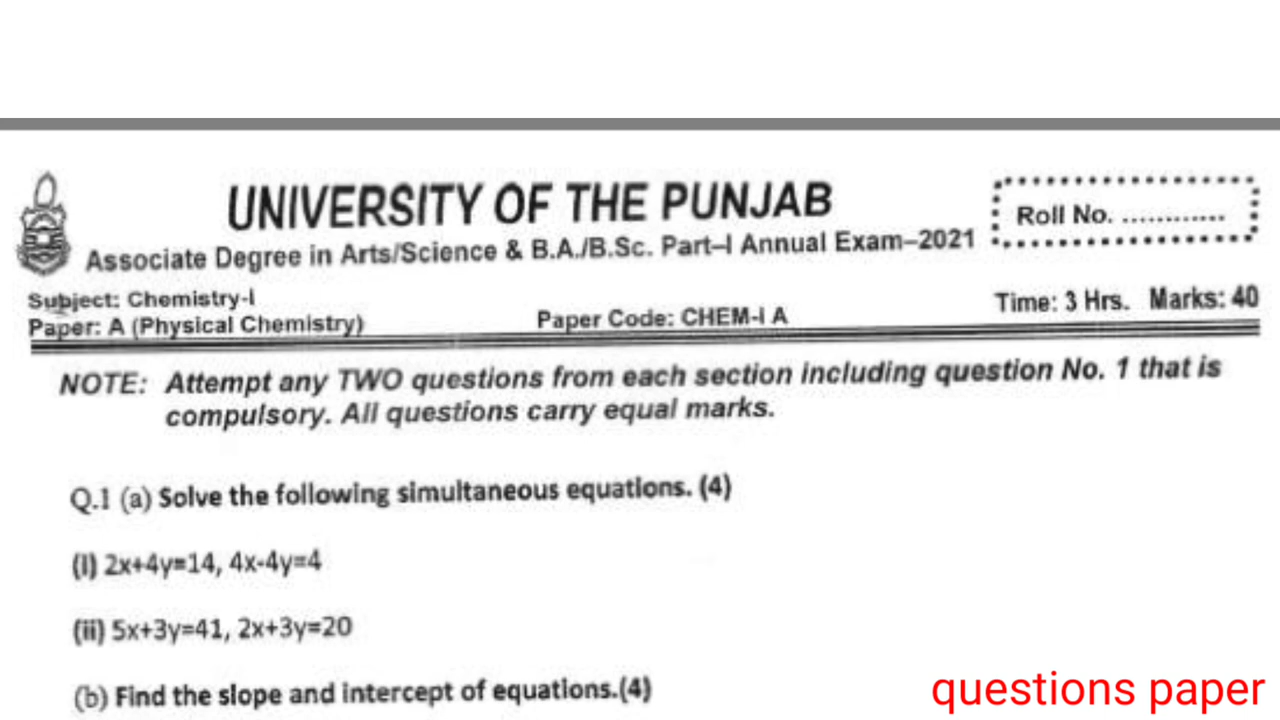 UNIVERSITY OF THE PUNJAB
Roll No. ............
Associate Degree in Arts/Science & B.A./B.Sc. Part–I Annual Exam–2021
Subject: Chemistry-I
Time: 3 Hrs. Marks: 40
Paper: A (Physical Chemistry)
Paper Code: CHEM-I A
NOTE: Attempt any TWO questions from each section including question No. 1 that is
compulsory. All questions carry equal marks.
Q.1 (a) Solve the following simultaneous equations. (4)
(i) 2x+4y=14, 4x-4y=4
(ii) 5x+3y=41, 2x+3y=20
(b) Find the slope and intercept of equations.(4)
questions paper